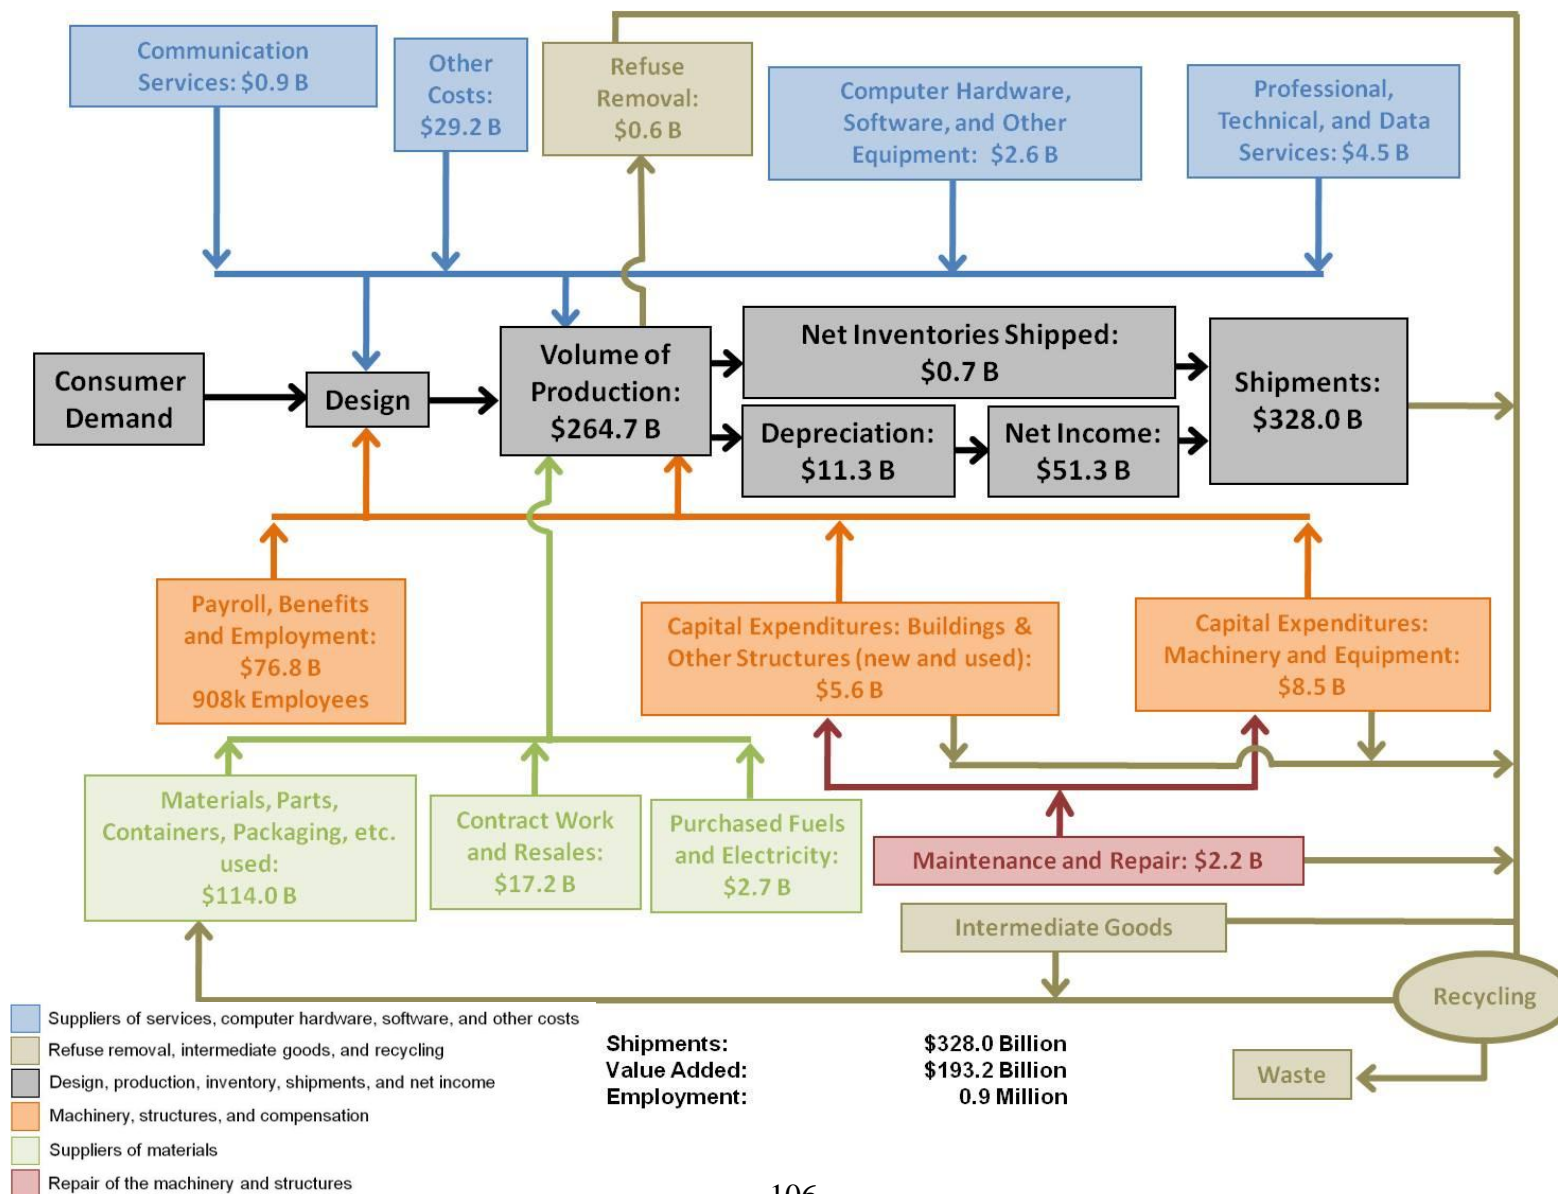 Communication
Services: $0.9 B
Other
Costs:
$29.2 B
Refuse
Removal:
$0.6 B
Computer Hardware,
Software, and Other
Equipment: $2.6 B
Professional,
Technical, and Data
Services: $4.5 B
Consumer
Demand
Design
Volume of
Production:
$264.7 B
Net Inventories Shipped:
$0.7 B
Depreciation:
$11.3 B
Net Income:
$51.3 B
Shipments:
$328.0 B
Payroll, Benefits
and Employment:
$76.8 B
908k Employees
Capital Expenditures: Buildings &
Other Structures (new and used):
$5.6 B
Capital Expenditures:
Machinery and Equipment:
$8.5 B
Materials, Parts,
Containers, Packaging, etc.
used:
$114.0 B
Contract Work
and Resales:
$17.2 B
Purchased Fuels
and Electricity:
$2.7 B
Maintenance and Repair: $2.2 B
Intermediate Goods
Recycling
Waste
Suppliers of services, computer hardware, software, and other costs
Refuse removal, intermediate goods, and recycling
Design, production, inventory, shipments, and net income
Machinery, structures, and compensation
Suppliers of materials
Repair of the machinery and structures
Shipments: $328.0 Billion
Value Added: $193.2 Billion
Employment: 0.9 Million
106